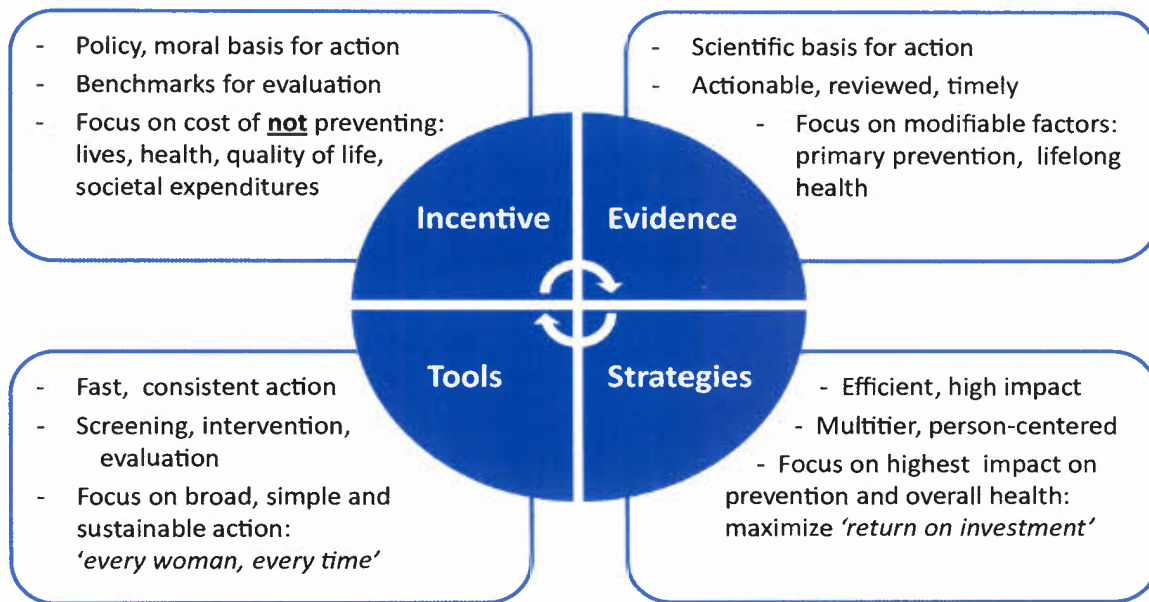 - Policy, moral basis for action
- Benchmarks for evaluation
- Focus on cost of not preventing:
lives, health, quality of life,
societal expenditures
- Scientific basis for action
- Actionable, reviewed, timely
- Focus on modifiable factors:
primary prevention, lifelong
health
Incentive
Evidence
Tools
Strategies
- Fast, consistent action
- Screening, intervention,
evaluation
- Focus on broad, simple and
sustainable action:
‘every woman, every time’
- Efficient, high impact
- Multitier, person-centered
- Focus on highest impact on
prevention and overall health:
maximize ‘return on investment’